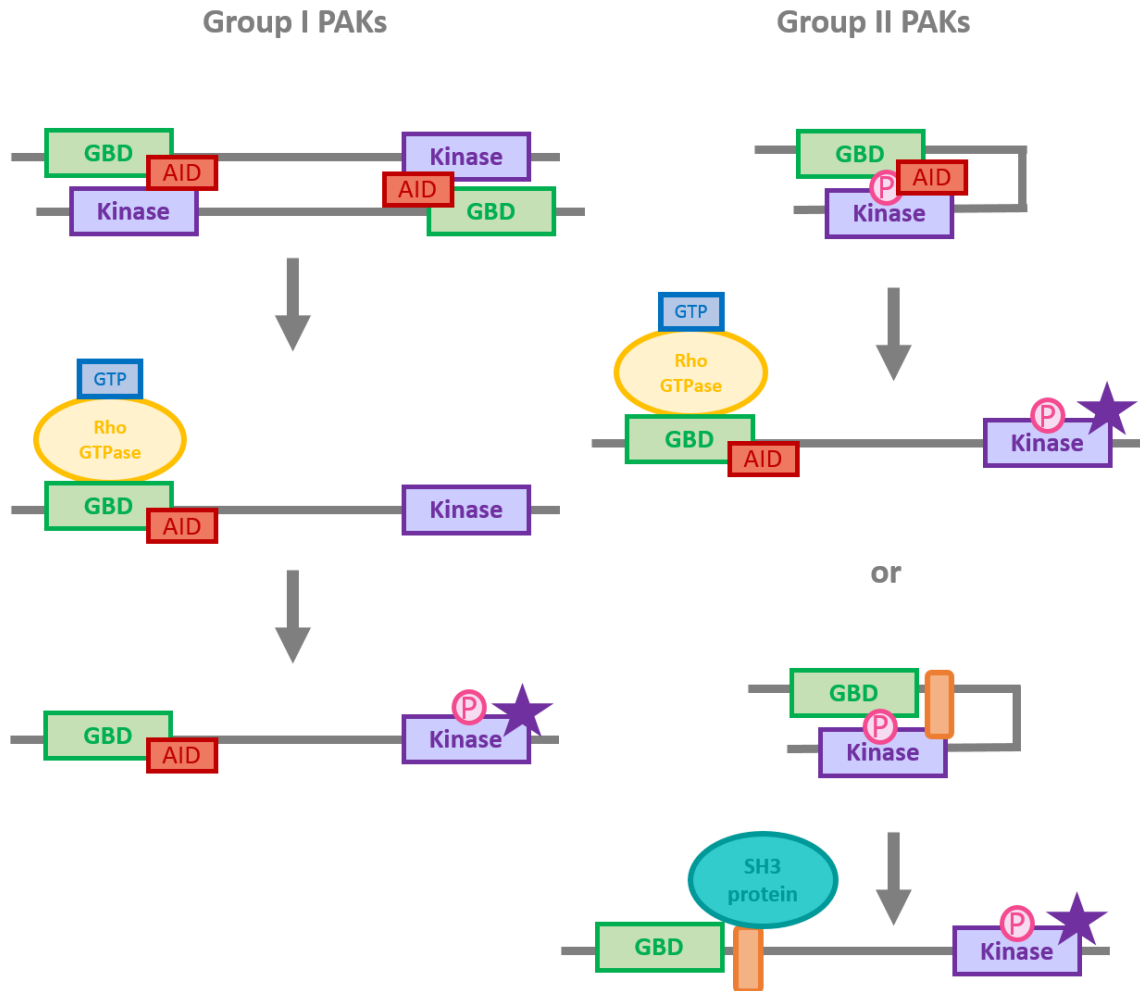 Group I PAKs
GBD
AID
Kinase
Kinase
AID
GBD
GTP
Rho
GTPase
GBD
AID
Kinase
GBD
AID
P
Kinase
Group II PAKs
GBD
P
AID
Kinase
GTP
Rho
GTPase
GBD
AID
P
Kinase
or
GBD
P
Kinase
SH3
protein
GBD
P
Kinase